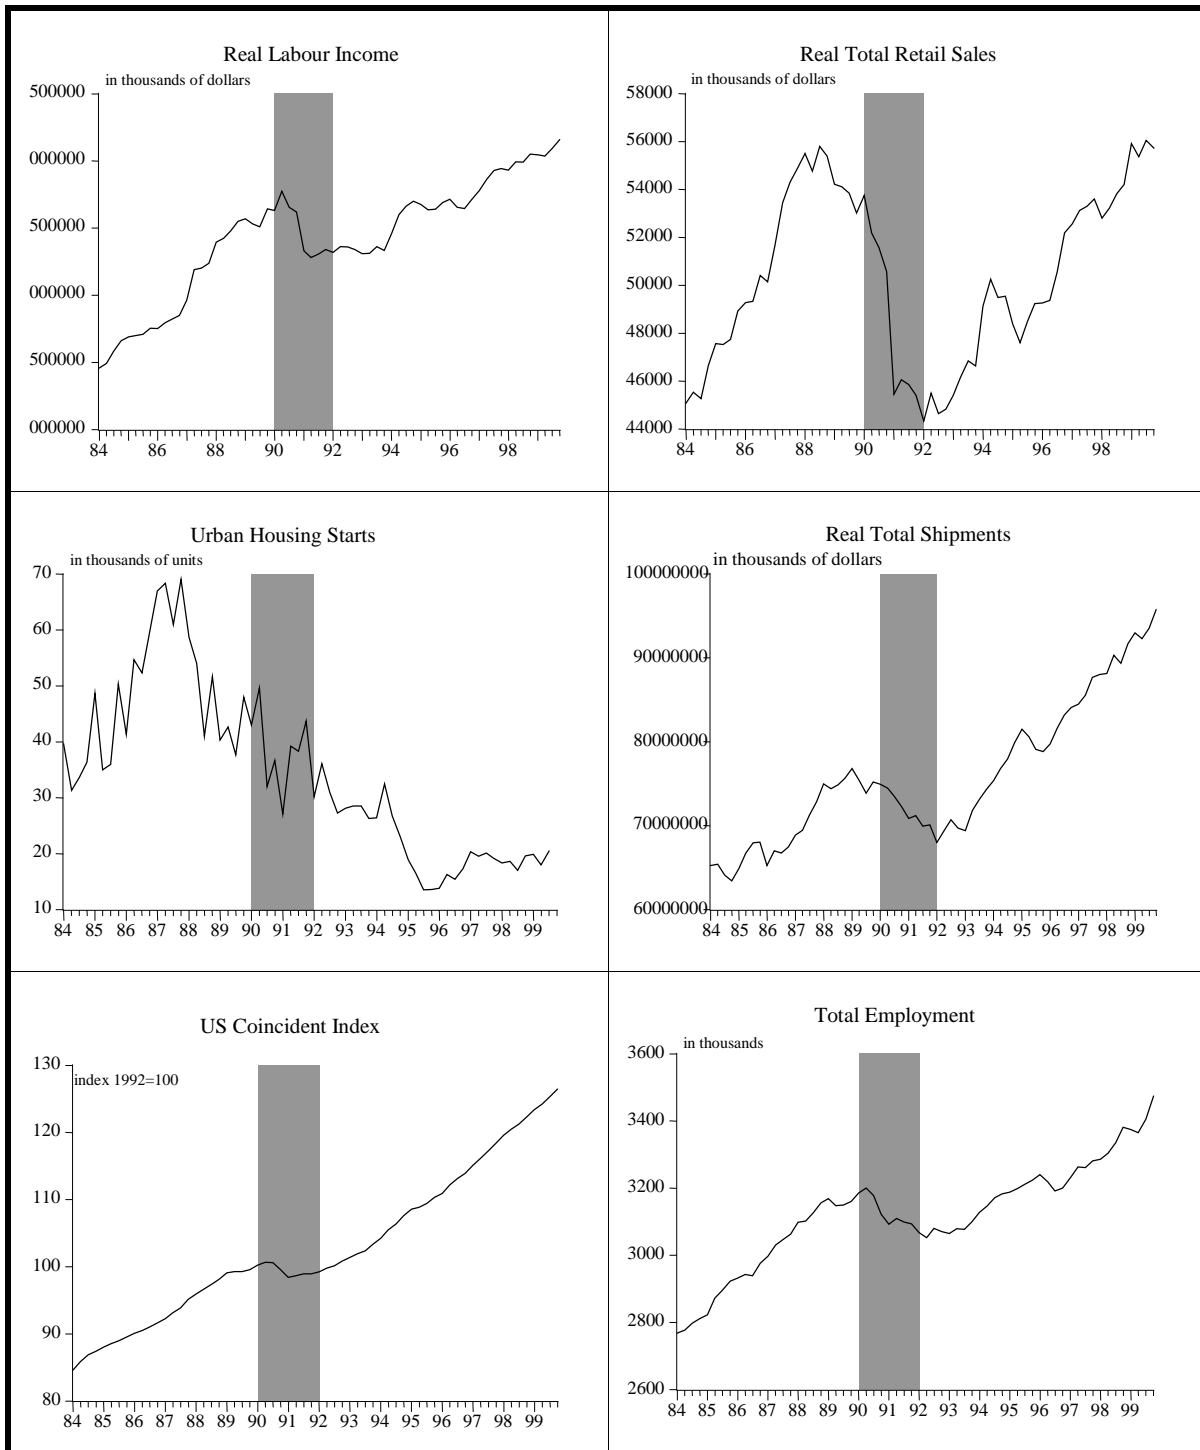 Real Labour Income
in thousands of dollars
500000
000000
500000
000000
500000
000000
84 86 88 90 92 94 96 98
Real Total Retail Sales
in thousands of dollars
58000
56000
54000
52000
50000
48000
46000
44000
84 86 88 90 92 94 96 98
Urban Housing Starts
in thousands of units
70
60
50
40
30
20
10
84 85 86 87 88 89 90 91 92 93 94 95 96 97 98 99
Real Total Shipments
in thousands of dollars
100000000
90000000
80000000
70000000
60000000
84 85 86 87 88 89 90 91 92 93 94 95 96 97 98 99
US Coincident Index
130
index 1992=100
120
110
100
90
80
84 85 86 87 88 89 90 91 92 93 94 95 96 97 98 99
Total Employment
in thousands
3600
3400
3200
3000
2800
2600
84 85 86 87 88 89 90 91 92 93 94 95 96 97 98 99